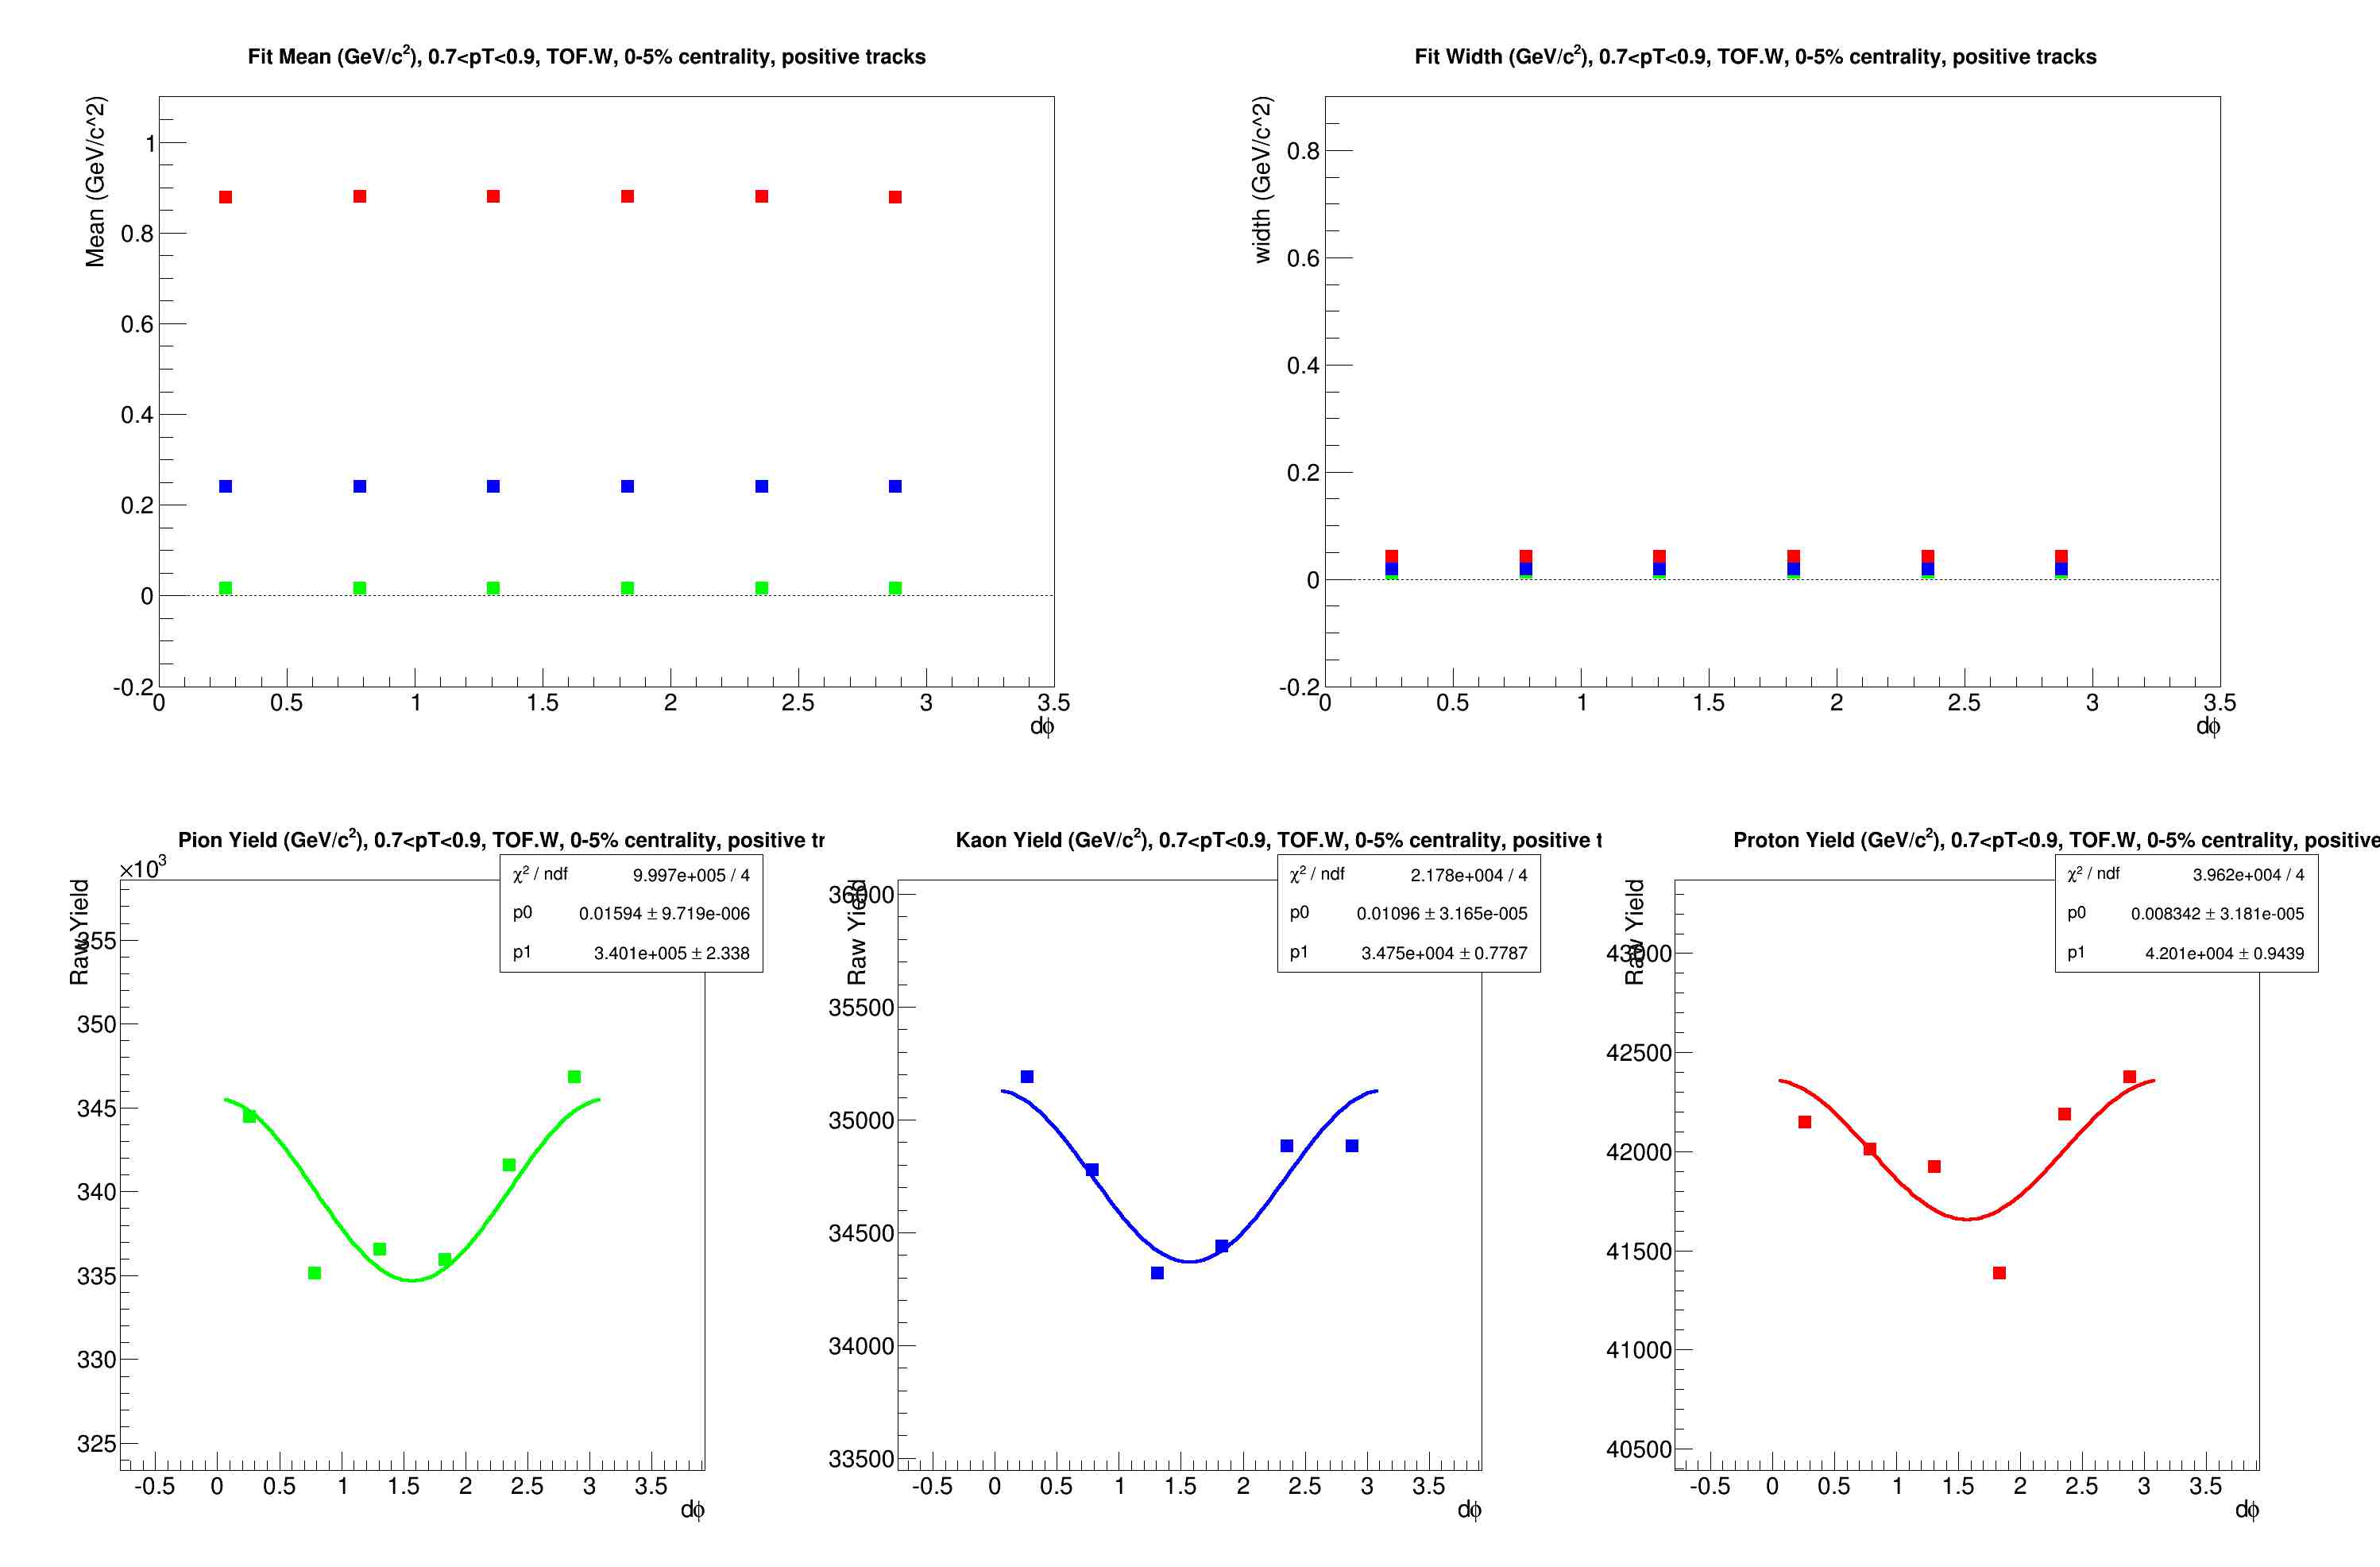 Fit Mean (GeV/c²), 0.7<pT<0.9, TOF.W, 0-5% centrality, positive tracks
Mean (GeV/c^2)
1
0.8
0.6
0.4
0.2
0
-0.2
0 0.5 1 1.5 2 2.5 3 3.5
dϕ
Fit Width (GeV/c²), 0.7<pT<0.9, TOF.W, 0-5% centrality, positive tracks
width (GeV/c^2)
0.8
0.6
0.4
0.2
0
-0.2
0 0.5 1 1.5 2 2.5 3 3.5
dϕ
Pion Yield (GeV/c²), 0.7<pT<0.9, TOF.W, 0-5% centrality, positive tr
×10³
Raw Yield
χ² / ndf 9.997e+005 / 4
p0 0.01594 ± 9.719e-006
p1 3.401e+005 ± 2.338
355
350
345
340
335
330
325
-0.5 0 0.5 1 1.5 2 2.5 3 3.5
dϕ
Kaon Yield (GeV/c²), 0.7<pT<0.9, TOF.W, 0-5% centrality, positive t
Raw Yield
χ² / ndf 2.178e+004 / 4
p0 0.01096 ± 3.165e-005
p1 3.475e+004 ± 0.7787
36000
35500
35000
34500
34000
33500
-0.5 0 0.5 1 1.5 2 2.5 3 3.5
dϕ
Proton Yield (GeV/c²), 0.7<pT<0.9, TOF.W, 0-5% centrality, positive
Raw Yield
χ² / ndf 3.962e+004 / 4
p0 0.008342 ± 3.181e-005
p1 4.201e+004 ± 0.9439
43000
42500
42000
41500
41000
40500
-0.5 0 0.5 1 1.5 2 2.5 3 3.5
dϕ